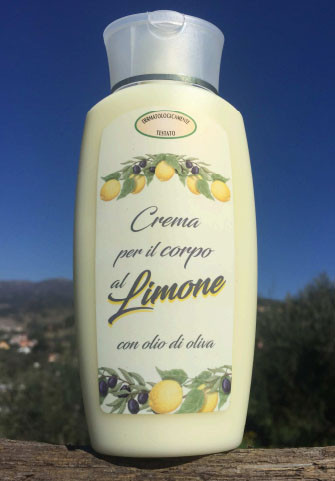 DERMATOLOGICAMENTE
TESTATO
Crema
per il corpo
al
Limone
con olio di oliva